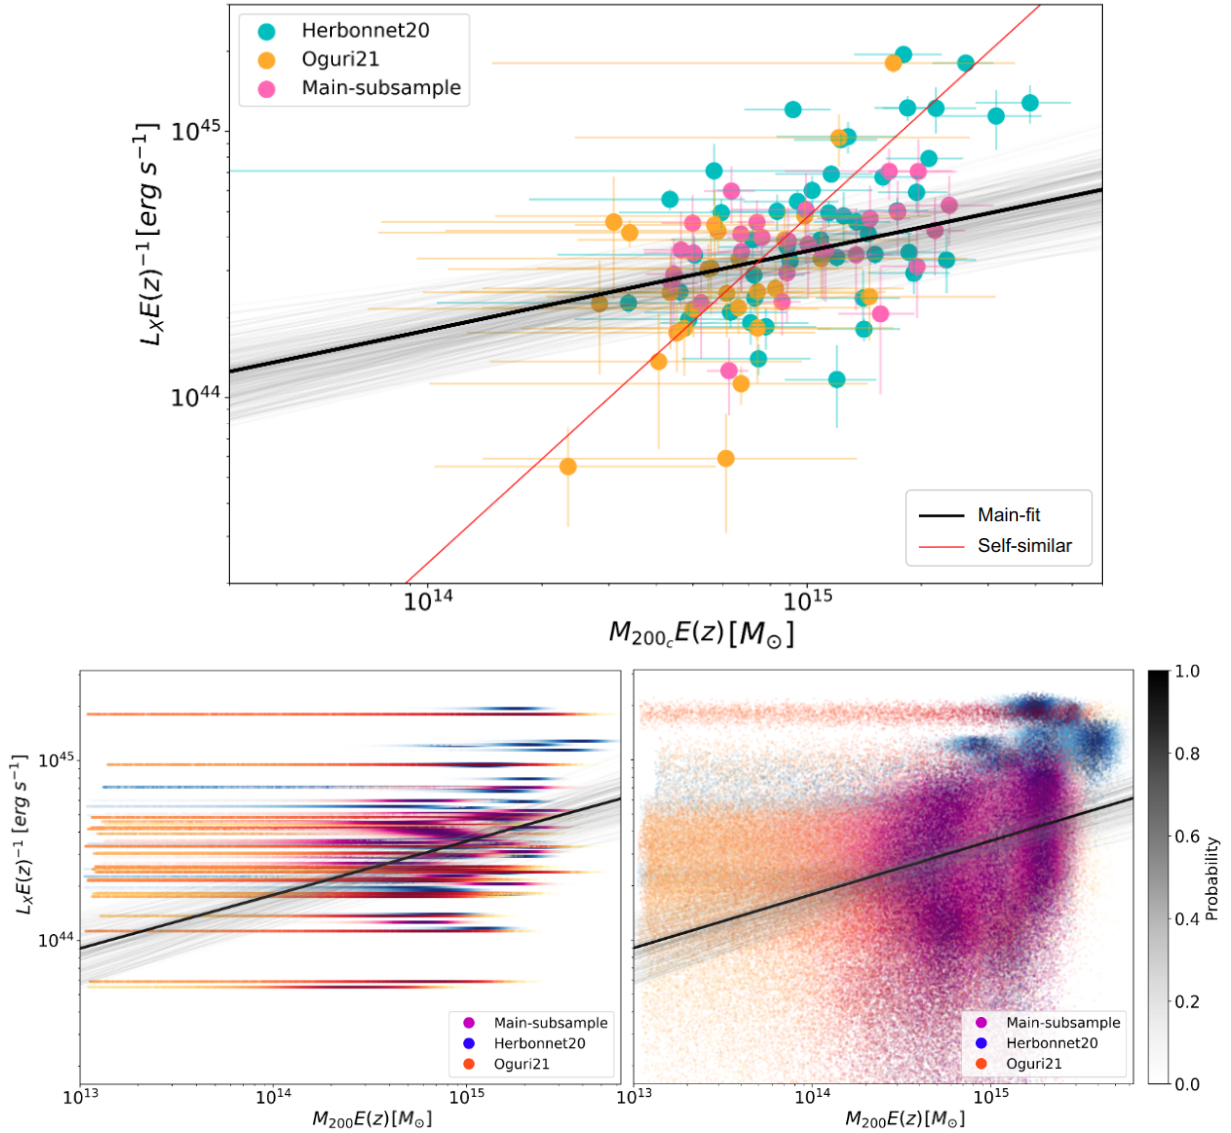 Herbonnet20
Oguri21
Main-subsample
10^45
10^44
L_X E(z)^−1 [erg s^−1]
Main-fit
Self-similar
10^14
10^15
M_200_c E(z) [M_⊙]
10^45
10^44
L_X E(z)^−1 [erg s^−1]
Main-subsample
Herbonnet20
Oguri21
10^13
10^14
10^15
M_200 E(z) [M_⊙]
Main-subsample
Herbonnet20
Oguri21
10^13
10^14
10^15
M_200 E(z) [M_⊙]
1.0
0.8
0.6
0.4
0.2
0.0
Probability